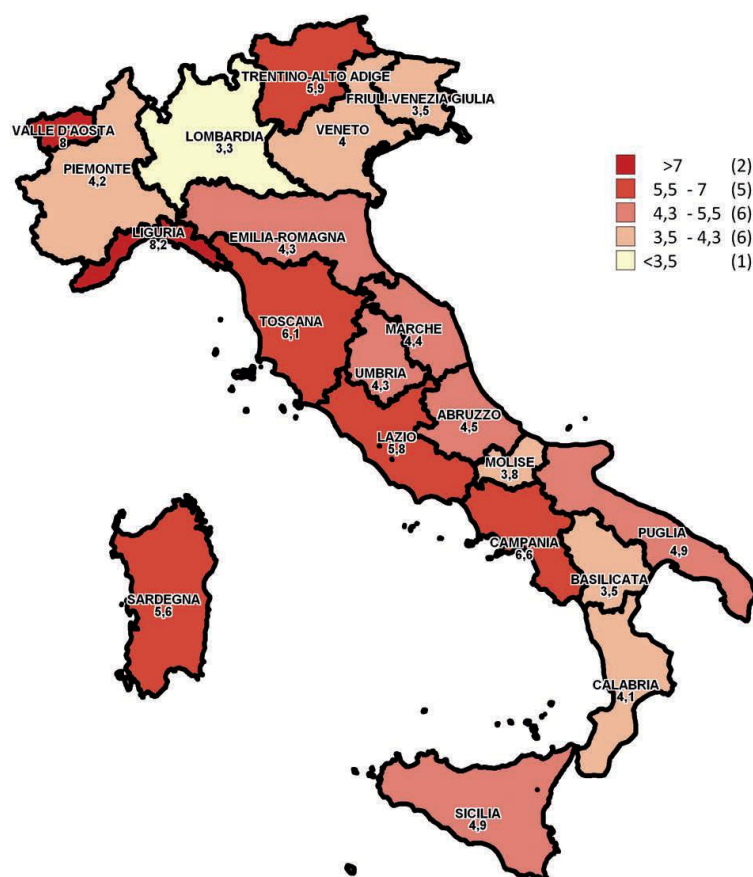 TRENTINO-ALTO ADIGE
5,9
FRIULI-VENEZIA GIULIA
3,5
VALLE D'AOSTA
8
LOMBARDIA
3,3
VENETO
4
PIEMONTE
4,2
>7 (2)
5,5 - 7 (5)
4,3 - 5,5 (6)
3,5 - 4,3 (6)
<3,5 (1)
LIGURIA
8,2
EMILIA-ROMAGNA
4,3
TOSCANA
6,1
MARCHE
4,4
UMBRIA
4,3
ABRUZZO
4,5
LAZIO
5,8
MOLISE
3,8
CAMPANIA
6,6
PUGLIA
4,9
BASILICATA
3,5
SARDEGNA
5,6
CALABRIA
4,1
SICILIA
4,9